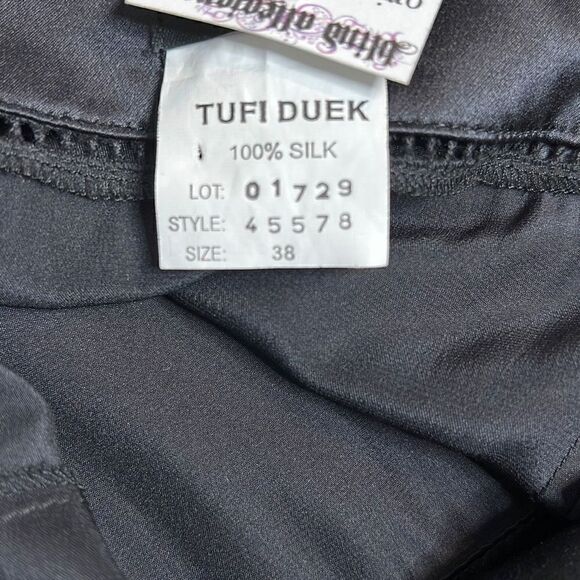 TUFI DUEK
100% SILK
LOT: 01729
STYLE: 45578
SIZE: 38